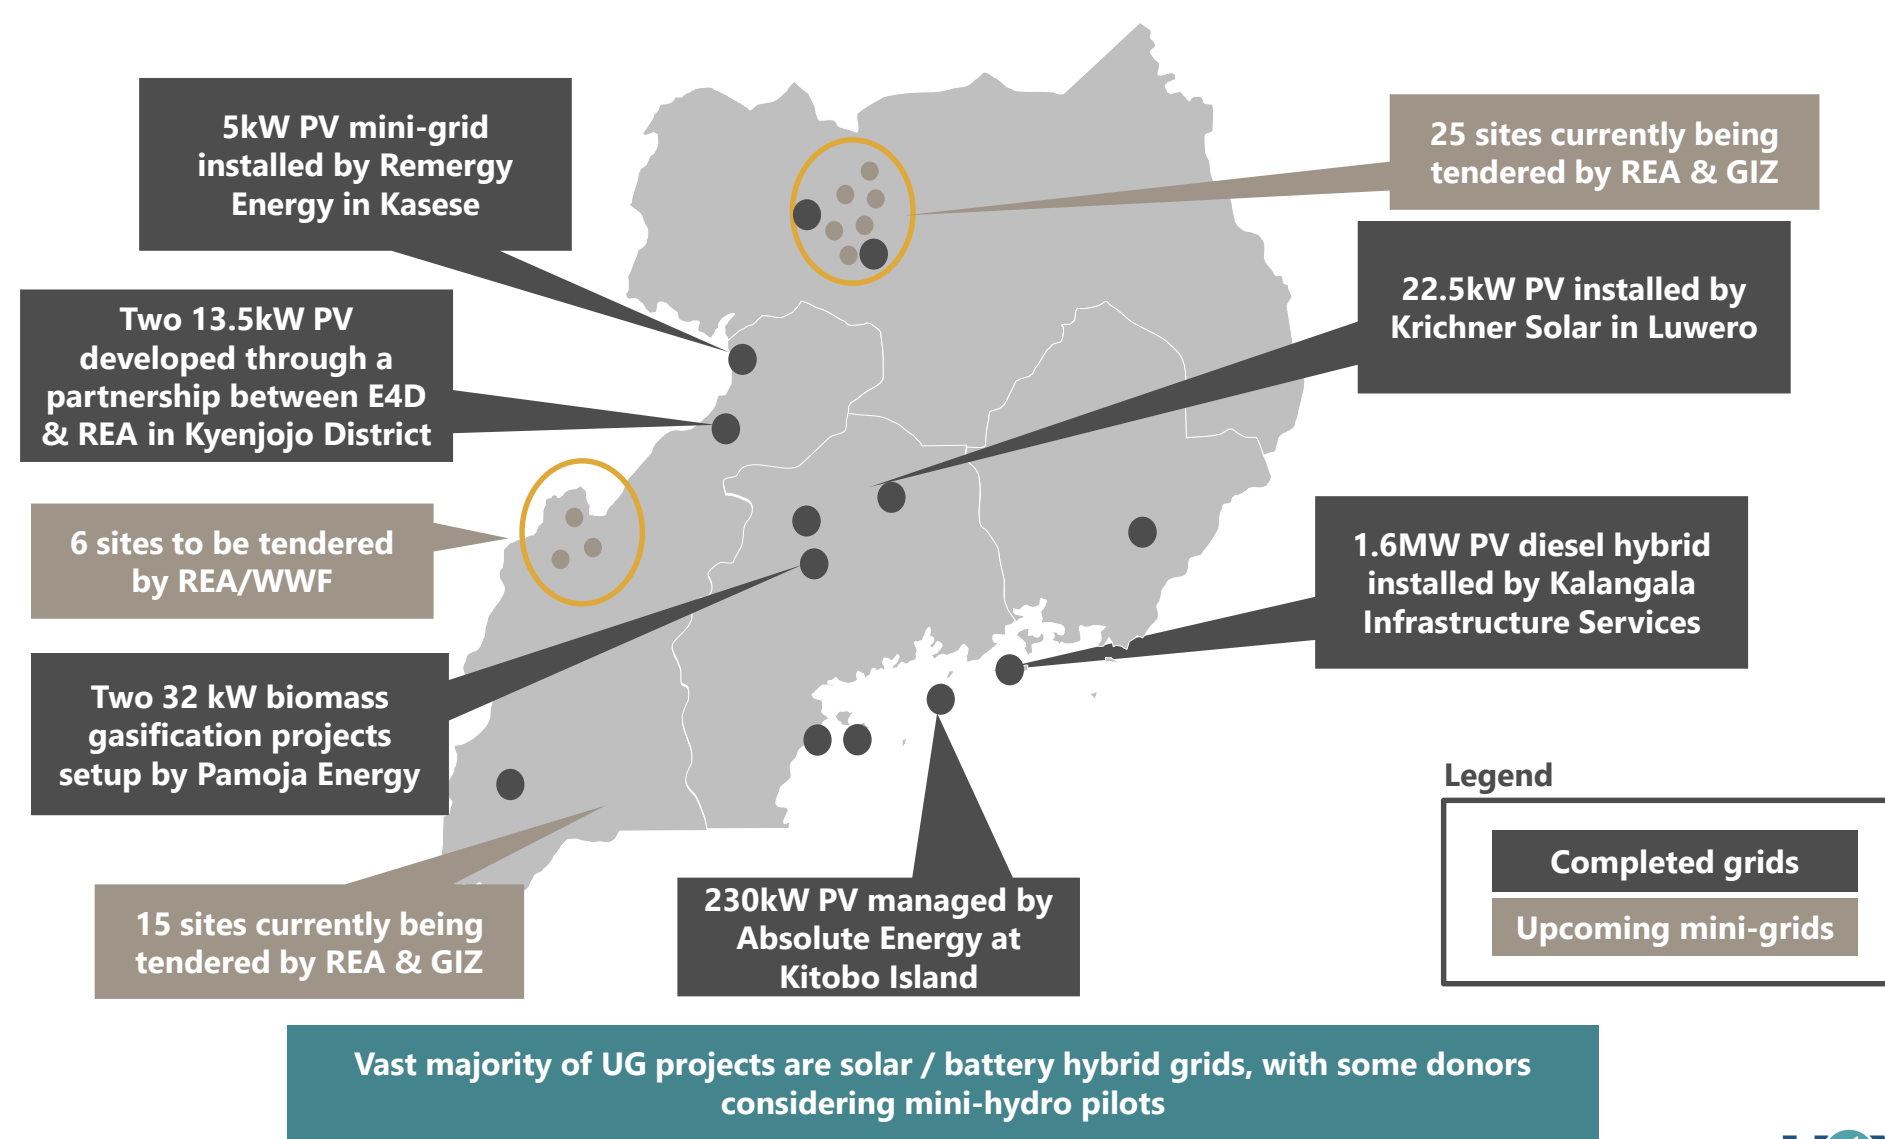 5kW PV mini-grid
installed by Remergy
Energy in Kasese
Two 13.5kW PV
developed through a
partnership between E4D
& REA in Kyenjojo District
6 sites to be tendered
by REA/WWF
Two 32 kW biomass
gasification projects
setup by Pamoja Energy
15 sites currently being
tendered by REA & GIZ
230kW PV managed by
Absolute Energy at
Kitobo Island
25 sites currently being
tendered by REA & GIZ
22.5kW PV installed by
Krichner Solar in Luwero
1.6MW PV diesel hybrid
installed by Kalangala
Infrastructure Services
Legend
Completed grids
Upcoming mini-grids
Vast majority of UG projects are solar / battery hybrid grids, with some donors
considering mini-hydro pilots